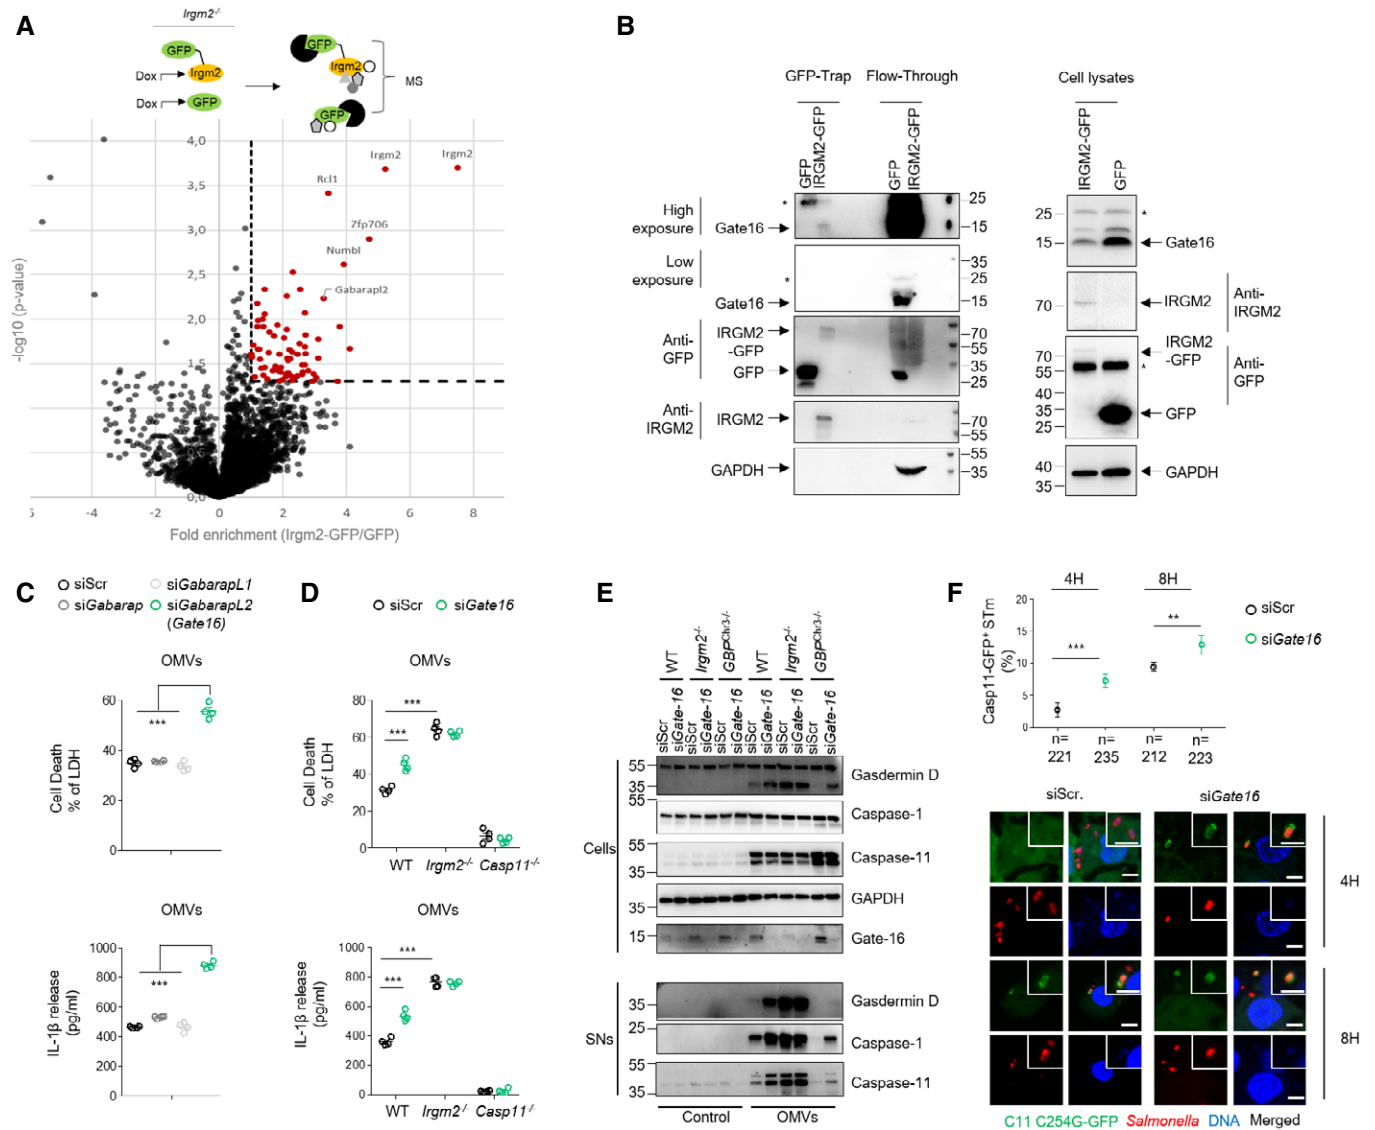 A
Irgm2-/-
GFP
Dox
Irgm2
Dox
GFP
GFP
Irgm2
GFP
MS
4,0
3,5
3,0
2,5
2,0
1,5
0,0
-log10 (p-value)
Irgm2
Irgm2
Rcl1
Zfp706
Numbl
Gabarapl2
-4
-2
0
2
4
6
8
Fold enrichment (Irgm2-GFP/GFP)
B
GFP-Trap
Flow-Through
Cell lysates
GFP
IRGM2-GFP
GFP
IRGM2-GFP
IRGM2-GFP
GFP
High
exposure
*
Gate16
25
15
Low
exposure
*
Gate16
35
25
15
Anti-
GFP
IRGM2
-GFP
GFP
70
55
35
25
Anti-
IRGM2
IRGM2
70
55
GAPDH
55
35
25
15
*
Gate16
70
IRGM2
Anti-
IRGM2
70
55
40
35
25
IRGM2
-GFP
*
GFP
Anti-
GFP
40
35
GAPDH
C
siScr
siGabarapL1
siGabarap
siGabarapL2
(Gate16)
OMVs
Cell Death
% of LDH
60
40
20
0
***
OMVs
IL-1β release
(pg/ml)
1000
800
600
400
200
0
***
D
siScr
siGate16
OMVs
Cell Death
% of LDH
80
60
40
20
0
***
***
WT
Irgm2-/-
Casp11-/-
OMVs
IL-1β release
(pg/ml)
1000
800
600
400
200
0
***
***
WT
Irgm2-/-
Casp11-/-
E
WT
Irgm2-/-
GBPChr3-/-
WT
Irgm2-/-
GBPChr3-/-
siScr
siGate-16
siScr
siGate-16
siScr
siGate-16
siScr
siGate-16
siScr
siGate-16
siScr
siGate-16
Cells
55
35
Gasdermin D
55
Caspase-1
55
35
Caspase-11
35
GAPDH
15
Gate-16
SNs
35
Gasdermin D
25
Caspase-1
55
35
Caspase-11
Control
OMVs
F
4H
8H
Casp11-GFP+ STm
(%)
20
15
10
5
0
***
**
siScr
siGate16
n=
221
n=
235
n=
212
n=
223
siScr.
siGate16
4H
8H
C11 C254G-GFP Salmonella DNA Merged